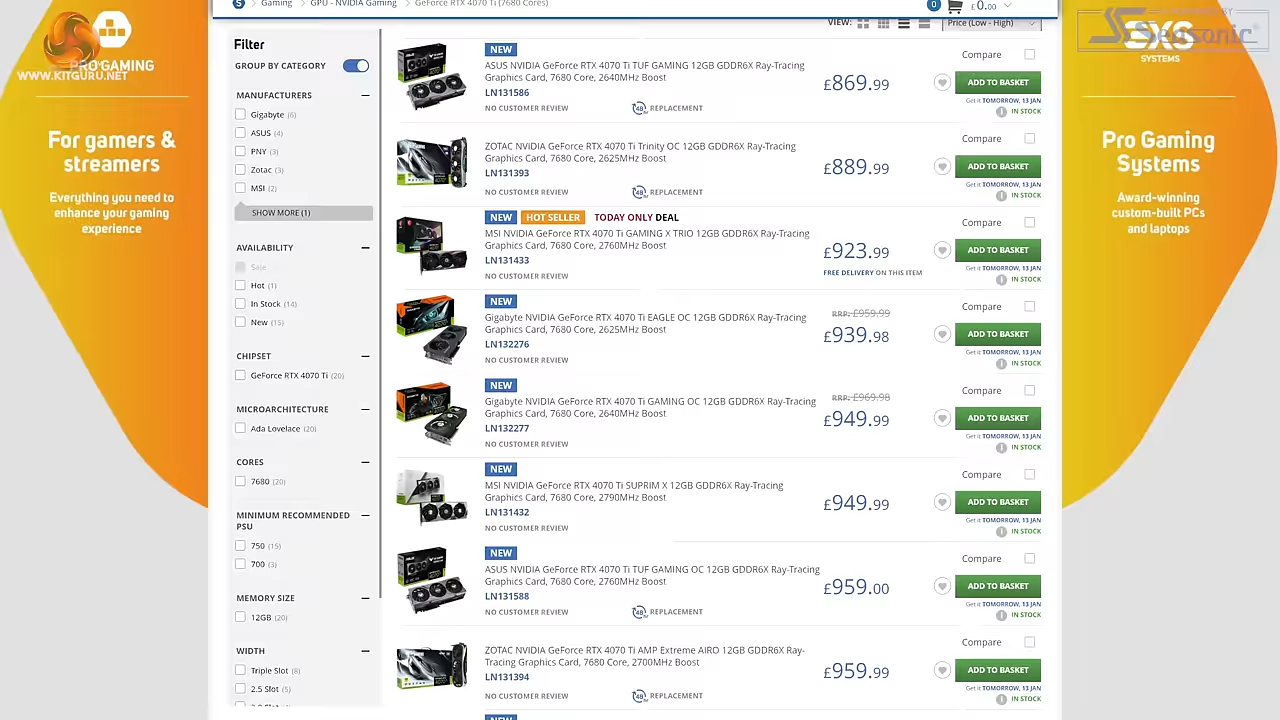 Gaming
GPU - NVIDIA Gaming
GeForce RTX 4070 Ti (7680 Cores)
0
£0.00
VIEW:
Price (Low - High)
PRO GAMING
WWW.KITGURU.NET
For gamers &
streamers
Everything you need to
enhance your gaming
experience
Seasonic
SYSTEMS
Pro Gaming
Systems
Award-winning
custom-built PCs
and laptops
Filter
GROUP BY CATEGORY
MANUFACTURERS
Gigabyte (6)
ASUS (4)
PNY (3)
Zotac (3)
MSI (2)
SHOW MORE (1)
AVAILABILITY
Sale
Hot (1)
In Stock (14)
New (15)
CHIPSET
GeForce RTX 4070 Ti (20)
MICROARCHITECTURE
Ada Lovelace (20)
CORES
7680 (20)
MINIMUM RECOMMENDED
PSU
750 (15)
700 (3)
MEMORY SIZE
12GB (20)
WIDTH
Triple Slot (8)
2.5 Slot (5)
NEW
ASUS NVIDIA GeForce RTX 4070 Ti TUF GAMING 12GB GDDR6X Ray-Tracing
Graphics Card, 7680 Core, 2640MHz Boost
LN131586
NO CUSTOMER REVIEW
48 REPLACEMENT
£869.99
Compare
ADD TO BASKET
Get it TOMORROW, 13 JAN
IN STOCK
ZOTAC NVIDIA GeForce RTX 4070 Ti Trinity OC 12GB GDDR6X Ray-Tracing
Graphics Card, 7680 Core, 2625MHz Boost
LN131393
NO CUSTOMER REVIEW
48 REPLACEMENT
£889.99
Compare
ADD TO BASKET
Get it TOMORROW, 13 JAN
IN STOCK
NEW HOT SELLER TODAY ONLY DEAL
MSI NVIDIA GeForce RTX 4070 Ti GAMING X TRIO 12GB GDDR6X Ray-Tracing
Graphics Card, 7680 Core, 2760MHz Boost
LN131433
NO CUSTOMER REVIEW
£923.99
FREE DELIVERY ON THIS ITEM
Compare
ADD TO BASKET
Get it TOMORROW, 13 JAN
IN STOCK
NEW
Gigabyte NVIDIA GeForce RTX 4070 Ti EAGLE OC 12GB GDDR6X Ray-Tracing
Graphics Card, 7680 Core, 2625MHz Boost
LN132276
NO CUSTOMER REVIEW
RRP: £959.99
£939.98
Compare
ADD TO BASKET
Get it TOMORROW, 13 JAN
IN STOCK
NEW
Gigabyte NVIDIA GeForce RTX 4070 Ti GAMING OC 12GB GDDR6X Ray-Tracing
Graphics Card, 7680 Core, 2640MHz Boost
LN132277
NO CUSTOMER REVIEW
RRP: £969.98
£949.99
Compare
ADD TO BASKET
Get it TOMORROW, 13 JAN
IN STOCK
NEW
MSI NVIDIA GeForce RTX 4070 Ti SUPRIM X 12GB GDDR6X Ray-Tracing
Graphics Card, 7680 Core, 2790MHz Boost
LN131432
NO CUSTOMER REVIEW
£949.99
Compare
ADD TO BASKET
Get it TOMORROW, 13 JAN
IN STOCK
NEW
ASUS NVIDIA GeForce RTX 4070 Ti TUF GAMING OC 12GB GDDR6X Ray-
Tracing Graphics Card, 7680 Core, 2760MHz Boost
LN131588
NO CUSTOMER REVIEW
48 REPLACEMENT
£959.00
Compare
ADD TO BASKET
Get it TOMORROW, 13 JAN
IN STOCK
ZOTAC NVIDIA GeForce RTX 4070 Ti AMP Extreme AIRO 12GB GDDR6X Ray-
Tracing Graphics Card, 7680 Core, 2700MHz Boost
LN131394
NO CUSTOMER REVIEW
48 REPLACEMENT
£959.99
Compare
ADD TO BASKET
Get it TOMORROW, 13 JAN
IN STOCK
NEW